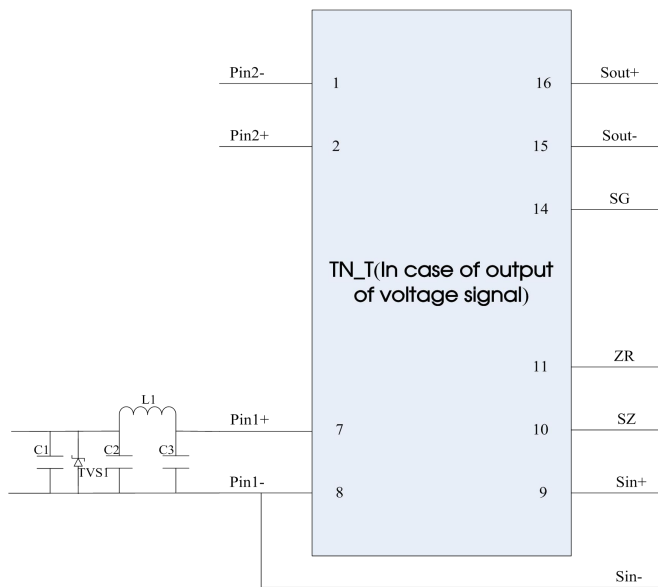 Pin2-
1
16
Sout+
Pin2+
2
15
Sout-
14
SG
TN_T(In case of output
of voltage signal)
11
ZR
L1
Pin1+
7
10
SZ
C1
TVS1
C2
C3
Pin1-
8
9
Sin+
Sin-